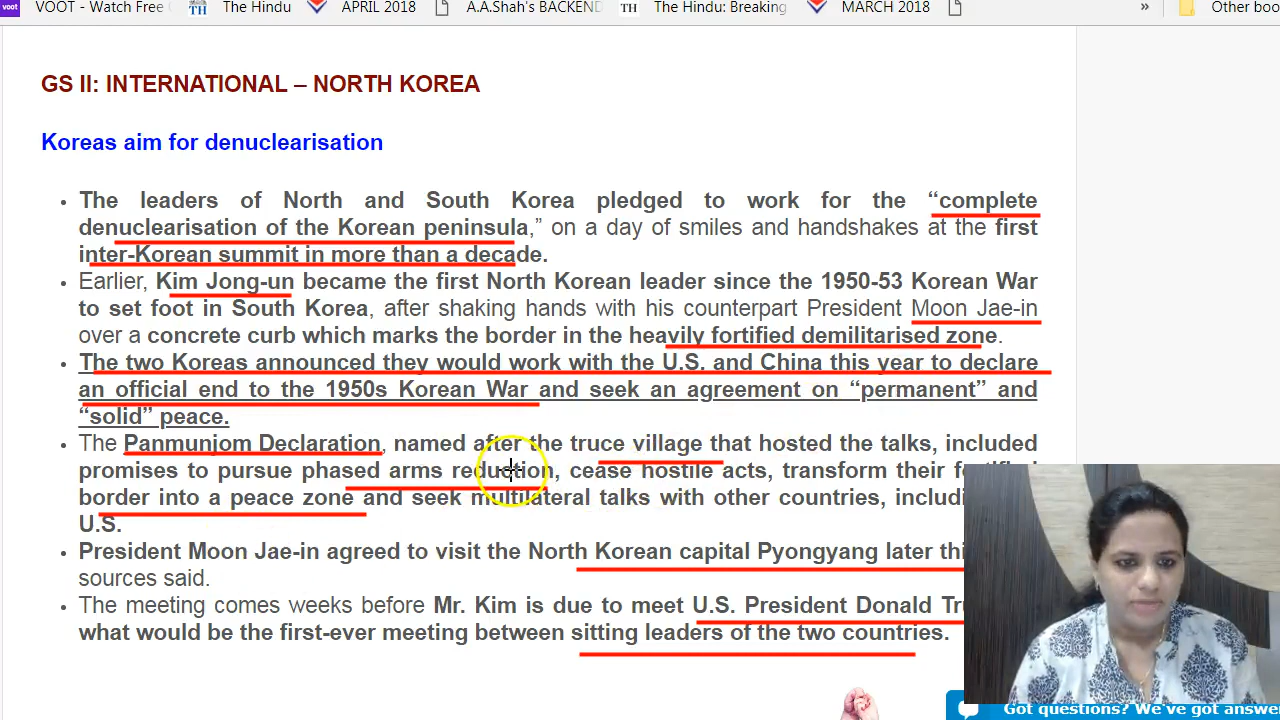 voot VOOT - Watch Free TH The Hindu APRIL 2018 A.A.Shah's BACKEND TH The Hindu: Breaking MARCH 2018 » Other boo
GS II: INTERNATIONAL – NORTH KOREA
Koreas aim for denuclearisation
• The leaders of North and South Korea pledged to work for the “complete
denuclearisation of the Korean peninsula,” on a day of smiles and handshakes at the first
inter-Korean summit in more than a decade.
• Earlier, Kim Jong-un became the first North Korean leader since the 1950-53 Korean War
to set foot in South Korea, after shaking hands with his counterpart President Moon Jae-in
over a concrete curb which marks the border in the heavily fortified demilitarised zone.
• The two Koreas announced they would work with the U.S. and China this year to declare
an official end to the 1950s Korean War and seek an agreement on “permanent” and
“solid” peace.
• The Panmunjom Declaration, named after the truce village that hosted the talks, included
promises to pursue phased arms reduction, cease hostile acts, transform their fortified
border into a peace zone and seek multilateral talks with other countries, includi
U.S.
• President Moon Jae-in agreed to visit the North Korean capital Pyongyang later thi
sources said.
• The meeting comes weeks before Mr. Kim is due to meet U.S. President Donald Tru
what would be the first-ever meeting between sitting leaders of the two countries.
Got questions? We've got answe